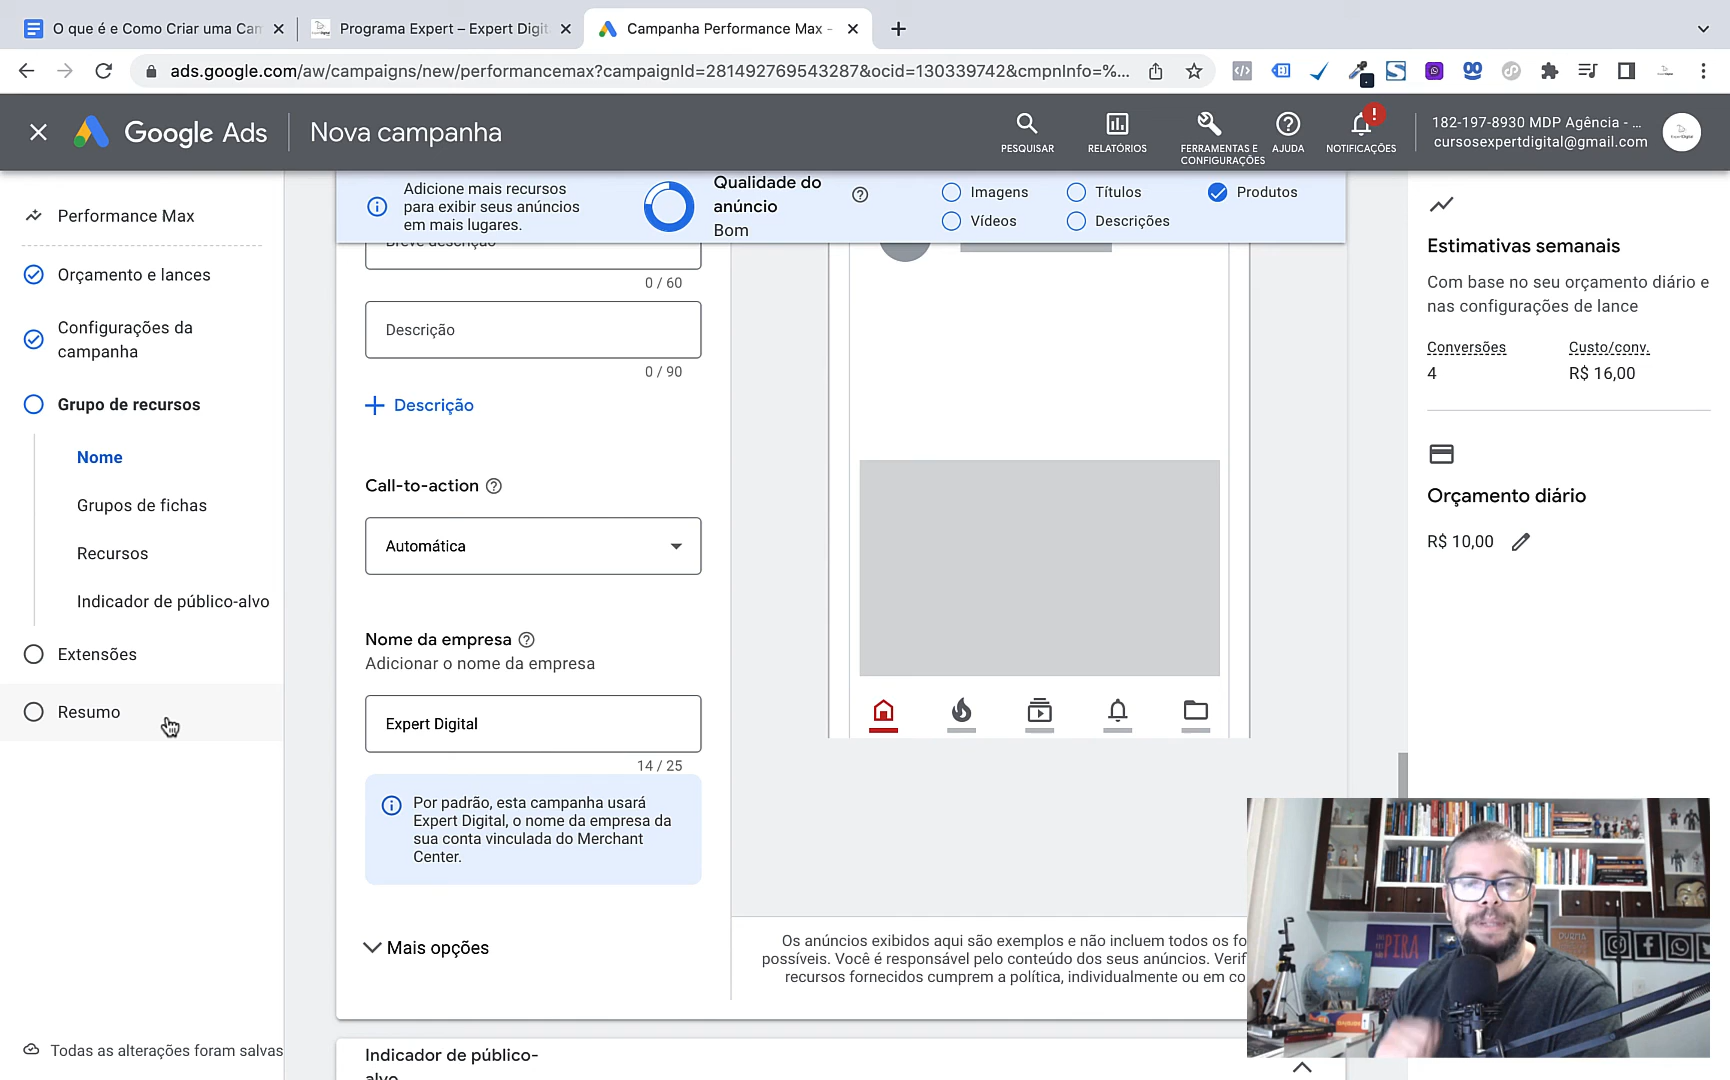 O que é e Como Criar uma Cam
Programa Expert – Expert Digit
Campanha Performance Max -
ads.google.com/aw/campaigns/new/performancemax?campaignId=281492769543287&ocid=130339742&cmpnInfo=%...
Google Ads
Nova campanha
PESQUISAR
RELATÓRIOS
FERRAMENTAS E
CONFIGURAÇÕES
AJUDA
NOTIFICAÇÕES
182-197-8930 MDP Agência - ...
cursosexpertdigital@gmail.com
Performance Max
Orçamento e lances
Configurações da
campanha
Grupo de recursos
Nome
Grupos de fichas
Recursos
Indicador de público-alvo
Extensões
Resumo
Todas as alterações foram salvas
Adicione mais recursos
para exibir seus anúncios
em mais lugares.
Qualidade do
anúncio
Bom
Imagens
Títulos
Produtos
Vídeos
Descrições
Breve descrição
0 / 60
Descrição
0 / 90
Descrição
Call-to-action
Automática
Nome da empresa
Adicionar o nome da empresa
Expert Digital
14 / 25
Por padrão, esta campanha usará
Expert Digital, o nome da empresa da
sua conta vinculada do Merchant
Center.
Mais opções
Os anúncios exibidos aqui são exemplos e não incluem todos os fo
possíveis. Você é responsável pelo conteúdo dos seus anúncios. Verif
recursos fornecidos cumprem a política, individualmente ou em co
Indicador de público-
alvo
Estimativas semanais
Com base no seu orçamento diário e
nas configurações de lance
Conversões
Custo/conv.
4
R$ 16,00
Orçamento diário
R$ 10,00